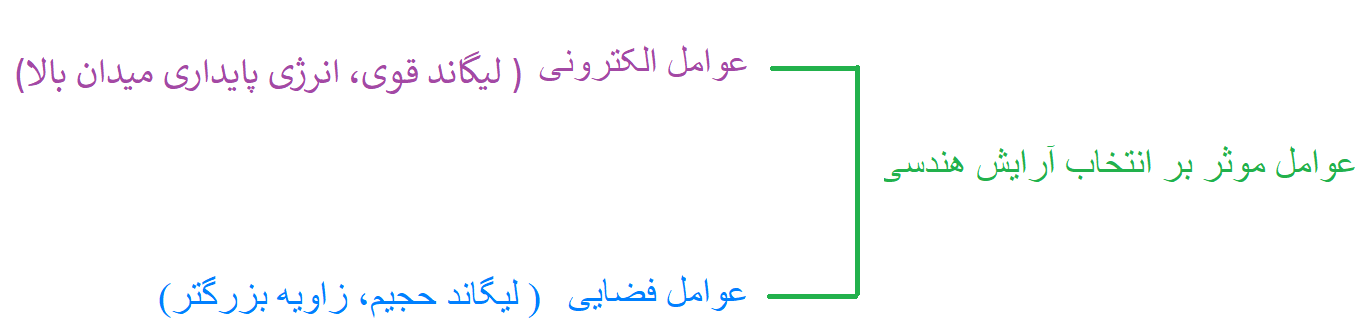 عوامل موثر بر انتخاب آرایش هندسی
عوامل الکترونی ( لیگاند قوی، انرژی پایداری میدان بالا)
عوامل فضایی ( لیگاند حجیم، زاویه بزرگتر)